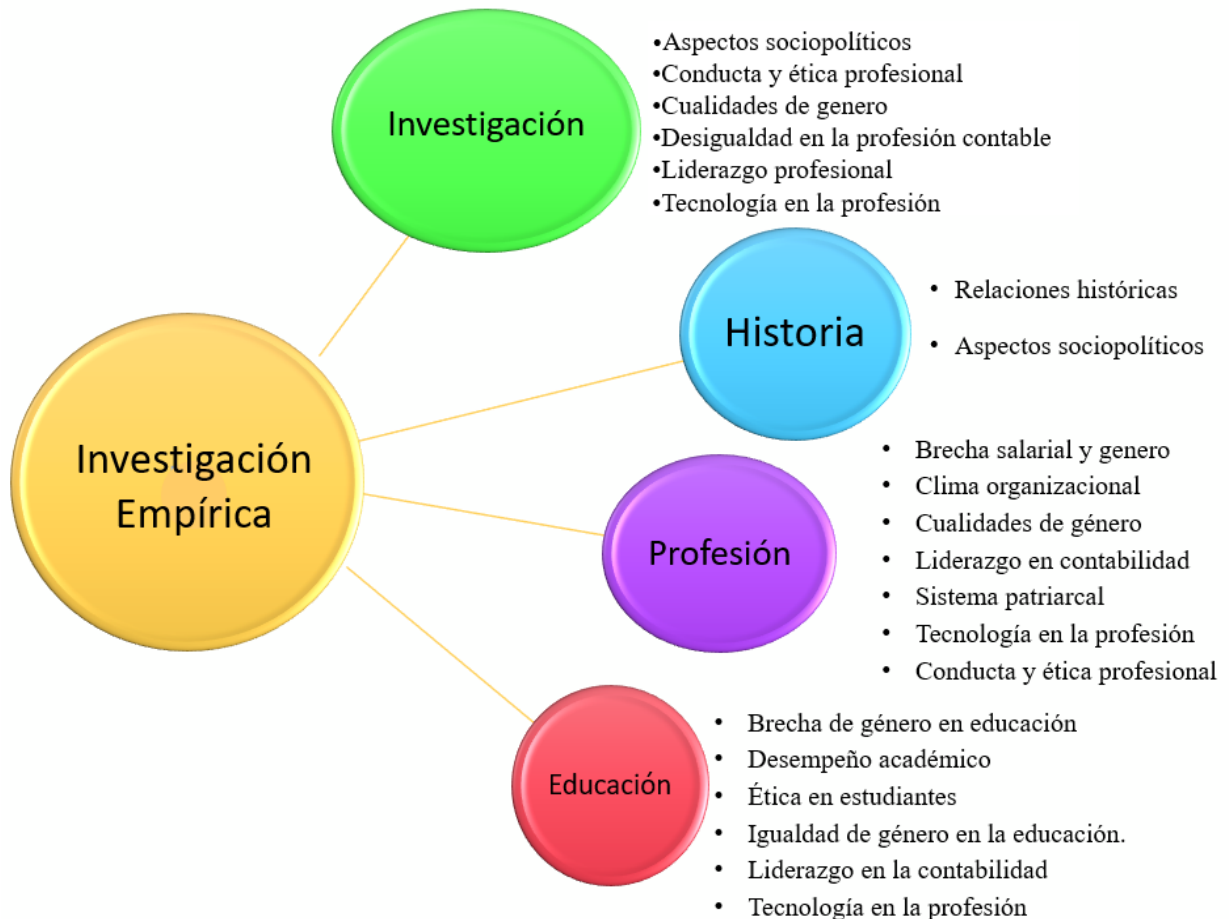 Investigación
•Aspectos sociopolíticos
•Conducta y ética profesional
•Cualidades de genero
•Desigualdad en la profesión contable
•Liderazgo profesional
•Tecnología en la profesión
Historia
• Relaciones históricas
• Aspectos sociopolíticos
Investigación
Empírica
Profesión
• Brecha salarial y genero
• Clima organizacional
• Cualidades de género
• Liderazgo en contabilidad
• Sistema patriarcal
• Tecnología en la profesión
• Conducta y ética profesional
Educación
• Brecha de género en educación
• Desempeño académico
• Ética en estudiantes
• Igualdad de género en la educación.
• Liderazgo en la contabilidad
• Tecnología en la profesión